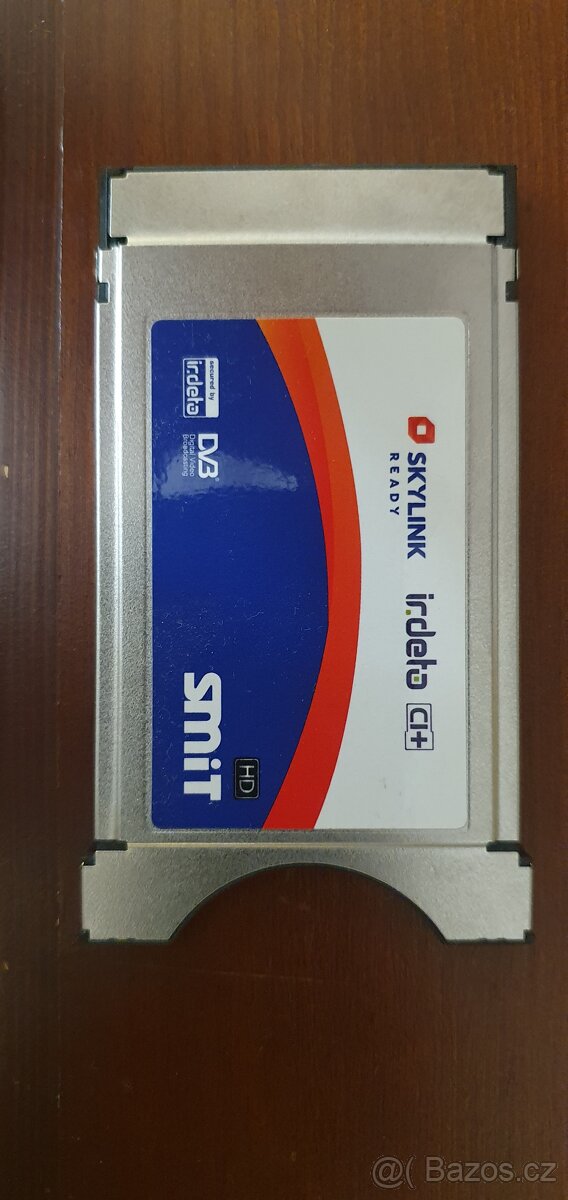 SKYLINK
READY
irdeto CI+
secured by
irdeto
DVB
Digital Video
Broadcasting
SMiT
HD
@( Bazos.cz